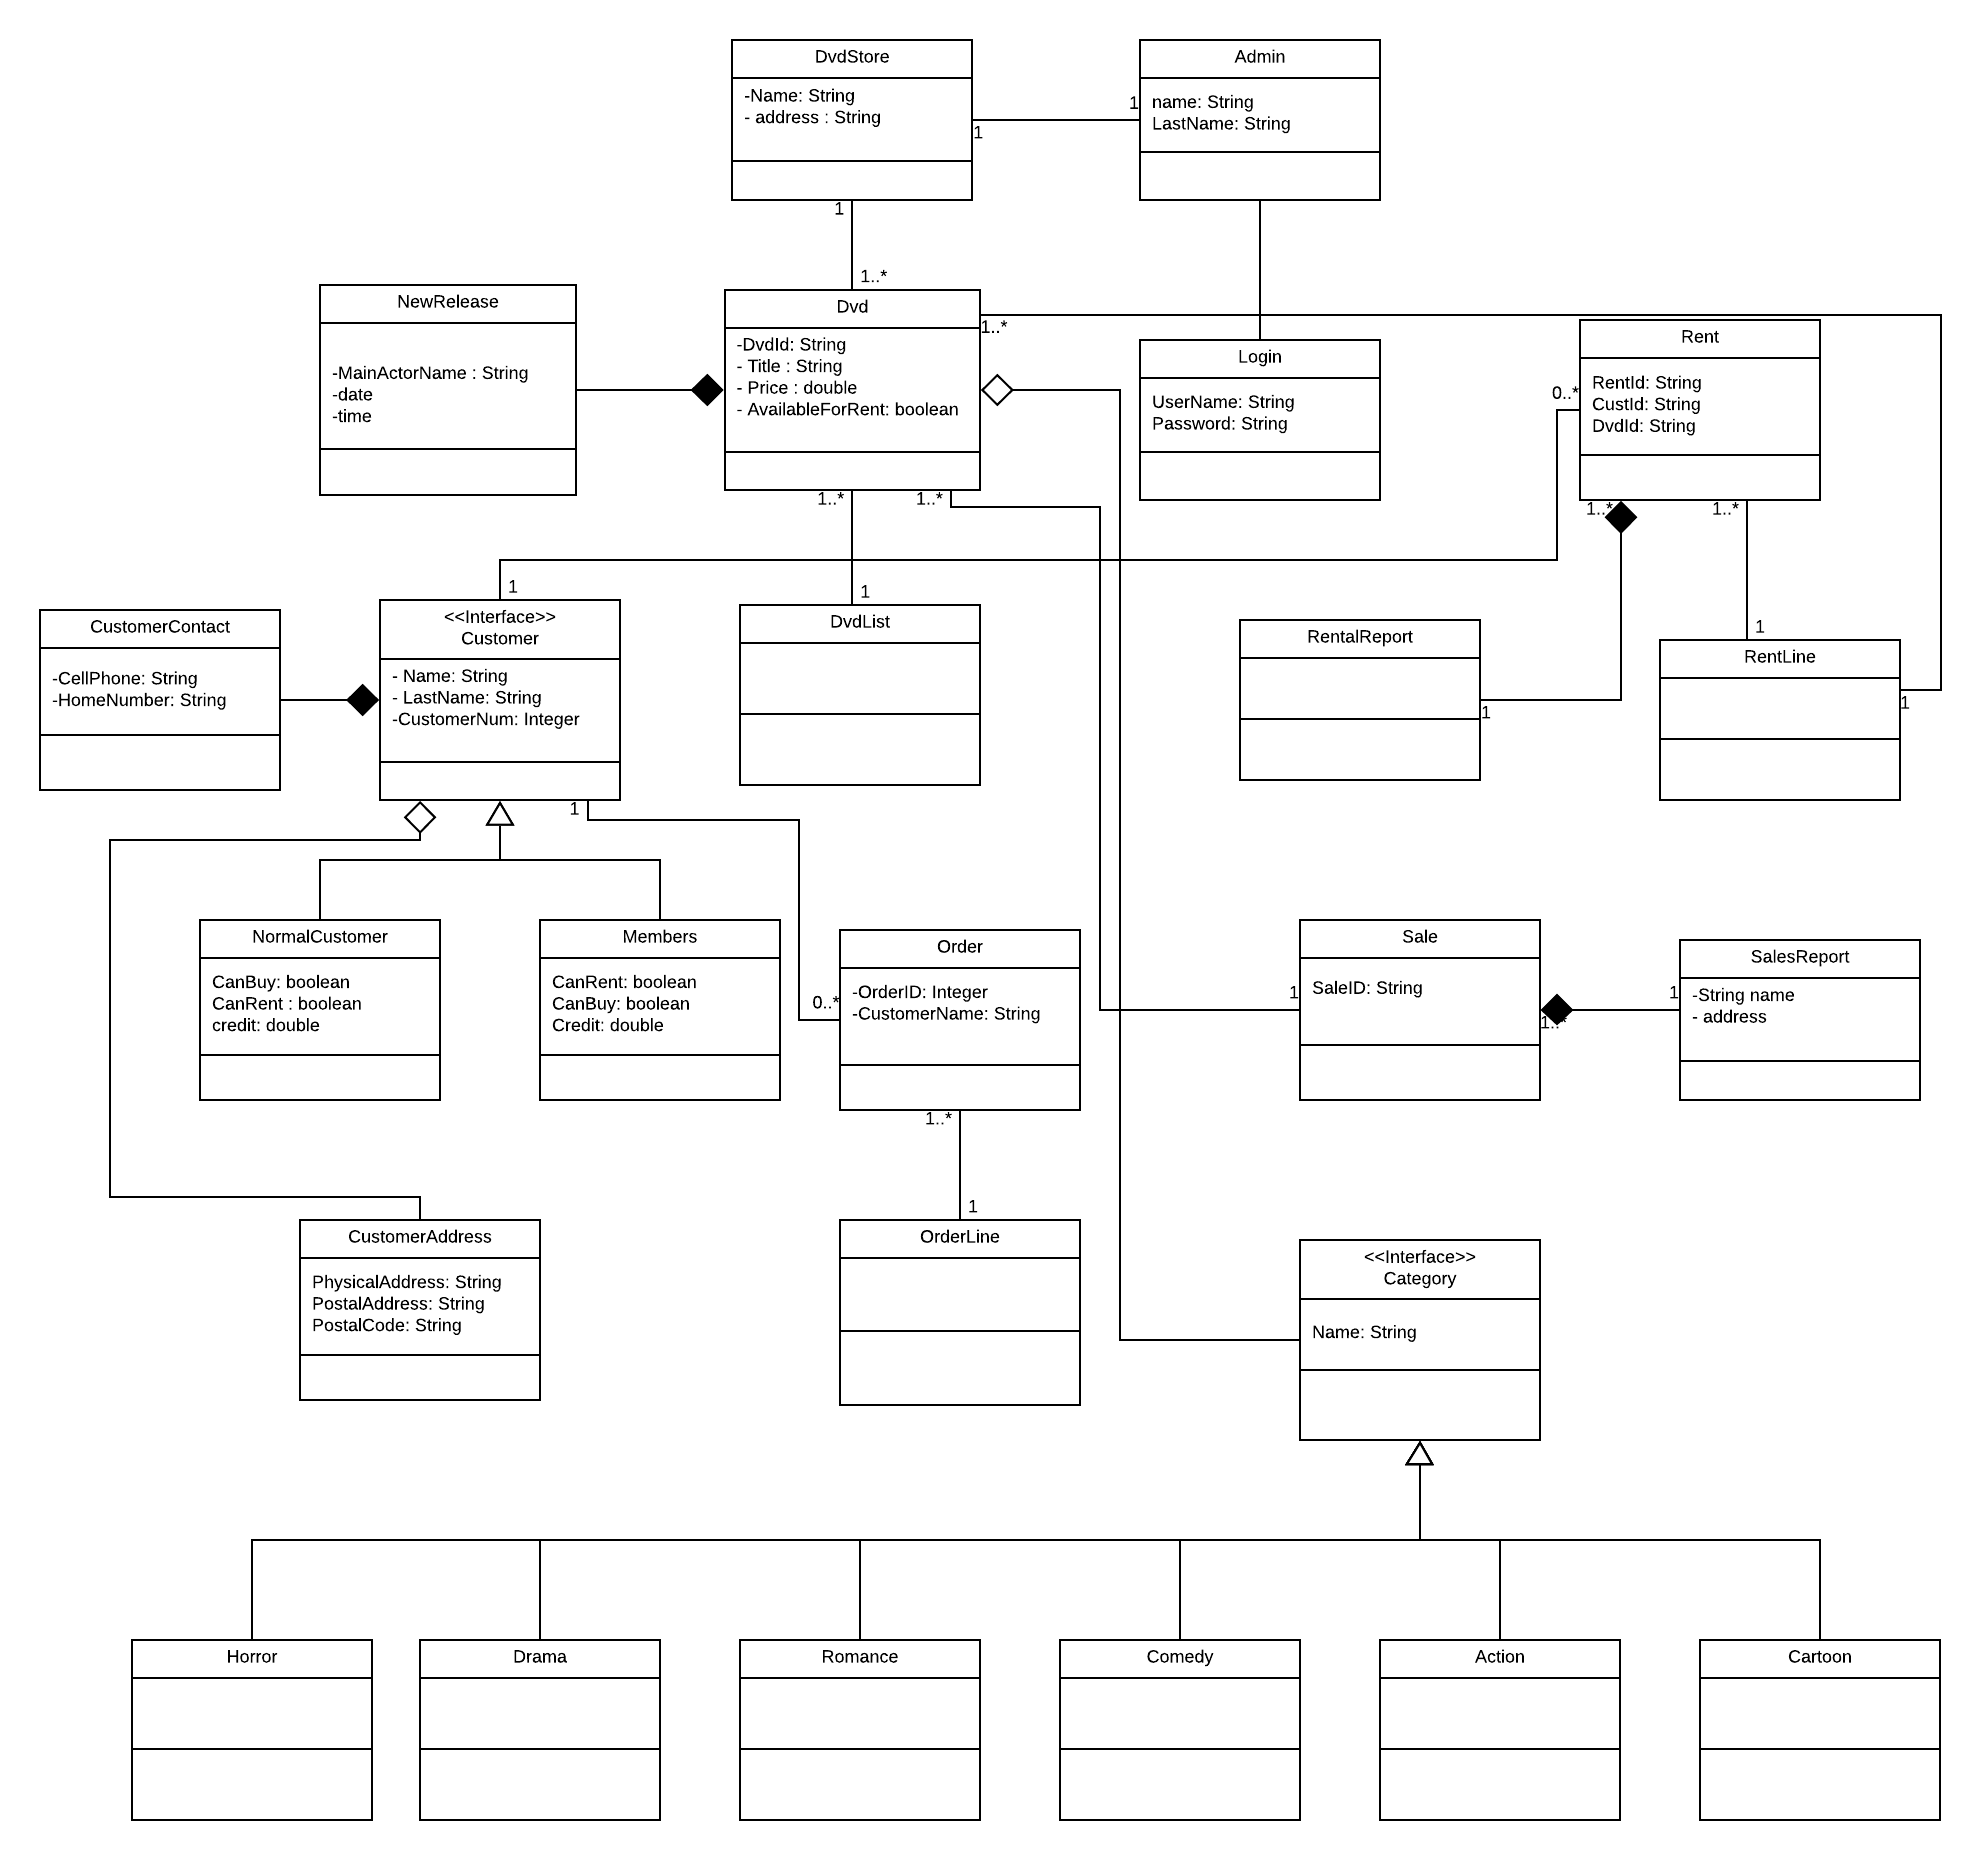 DvdStore
-Name: String
- address : String
1
1
Admin
name: String
LastName: String
1
1..*
NewRelease
-MainActorName : String
-date
-time
Dvd
-DvdId: String
- Title : String
- Price : double
- AvailableForRent: boolean
1..*
1..*
1..*
Login
UserName: String
Password: String
0..*
Rent
RentId: String
CustId: String
DvdId: String
1..*
1..*
1
CustomerContact
-CellPhone: String
-HomeNumber: String
<<Interface>>
Customer
- Name: String
- LastName: String
-CustomerNum: Integer
1
1
DvdList
RentalReport
1
1
RentLine
1
NormalCustomer
CanBuy: boolean
CanRent : boolean
credit: double
Members
CanRent: boolean
CanBuy: boolean
Credit: double
0..*
Order
-OrderID: Integer
-CustomerName: String
1..*
1
Sale
SaleID: String
1..*
1
SalesReport
-String name
- address
CustomerAddress
PhysicalAddress: String
PostalAddress: String
PostalCode: String
1
OrderLine
<<Interface>>
Category
Name: String
Horror
Drama
Romance
Comedy
Action
Cartoon